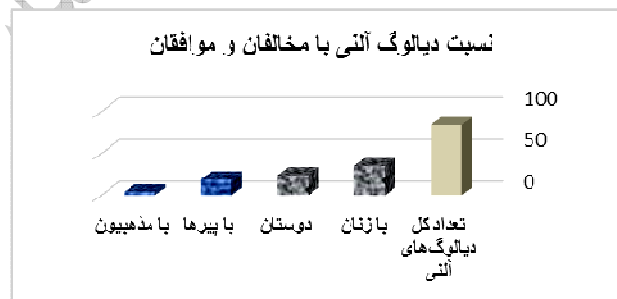 نسبت دیالوگ آلنی با مخالفان و موافقان
100
50
0
تعداد کل دیالوگ‌های آلنی
با زنان
دوستان
با پیرها
با مذهبیون